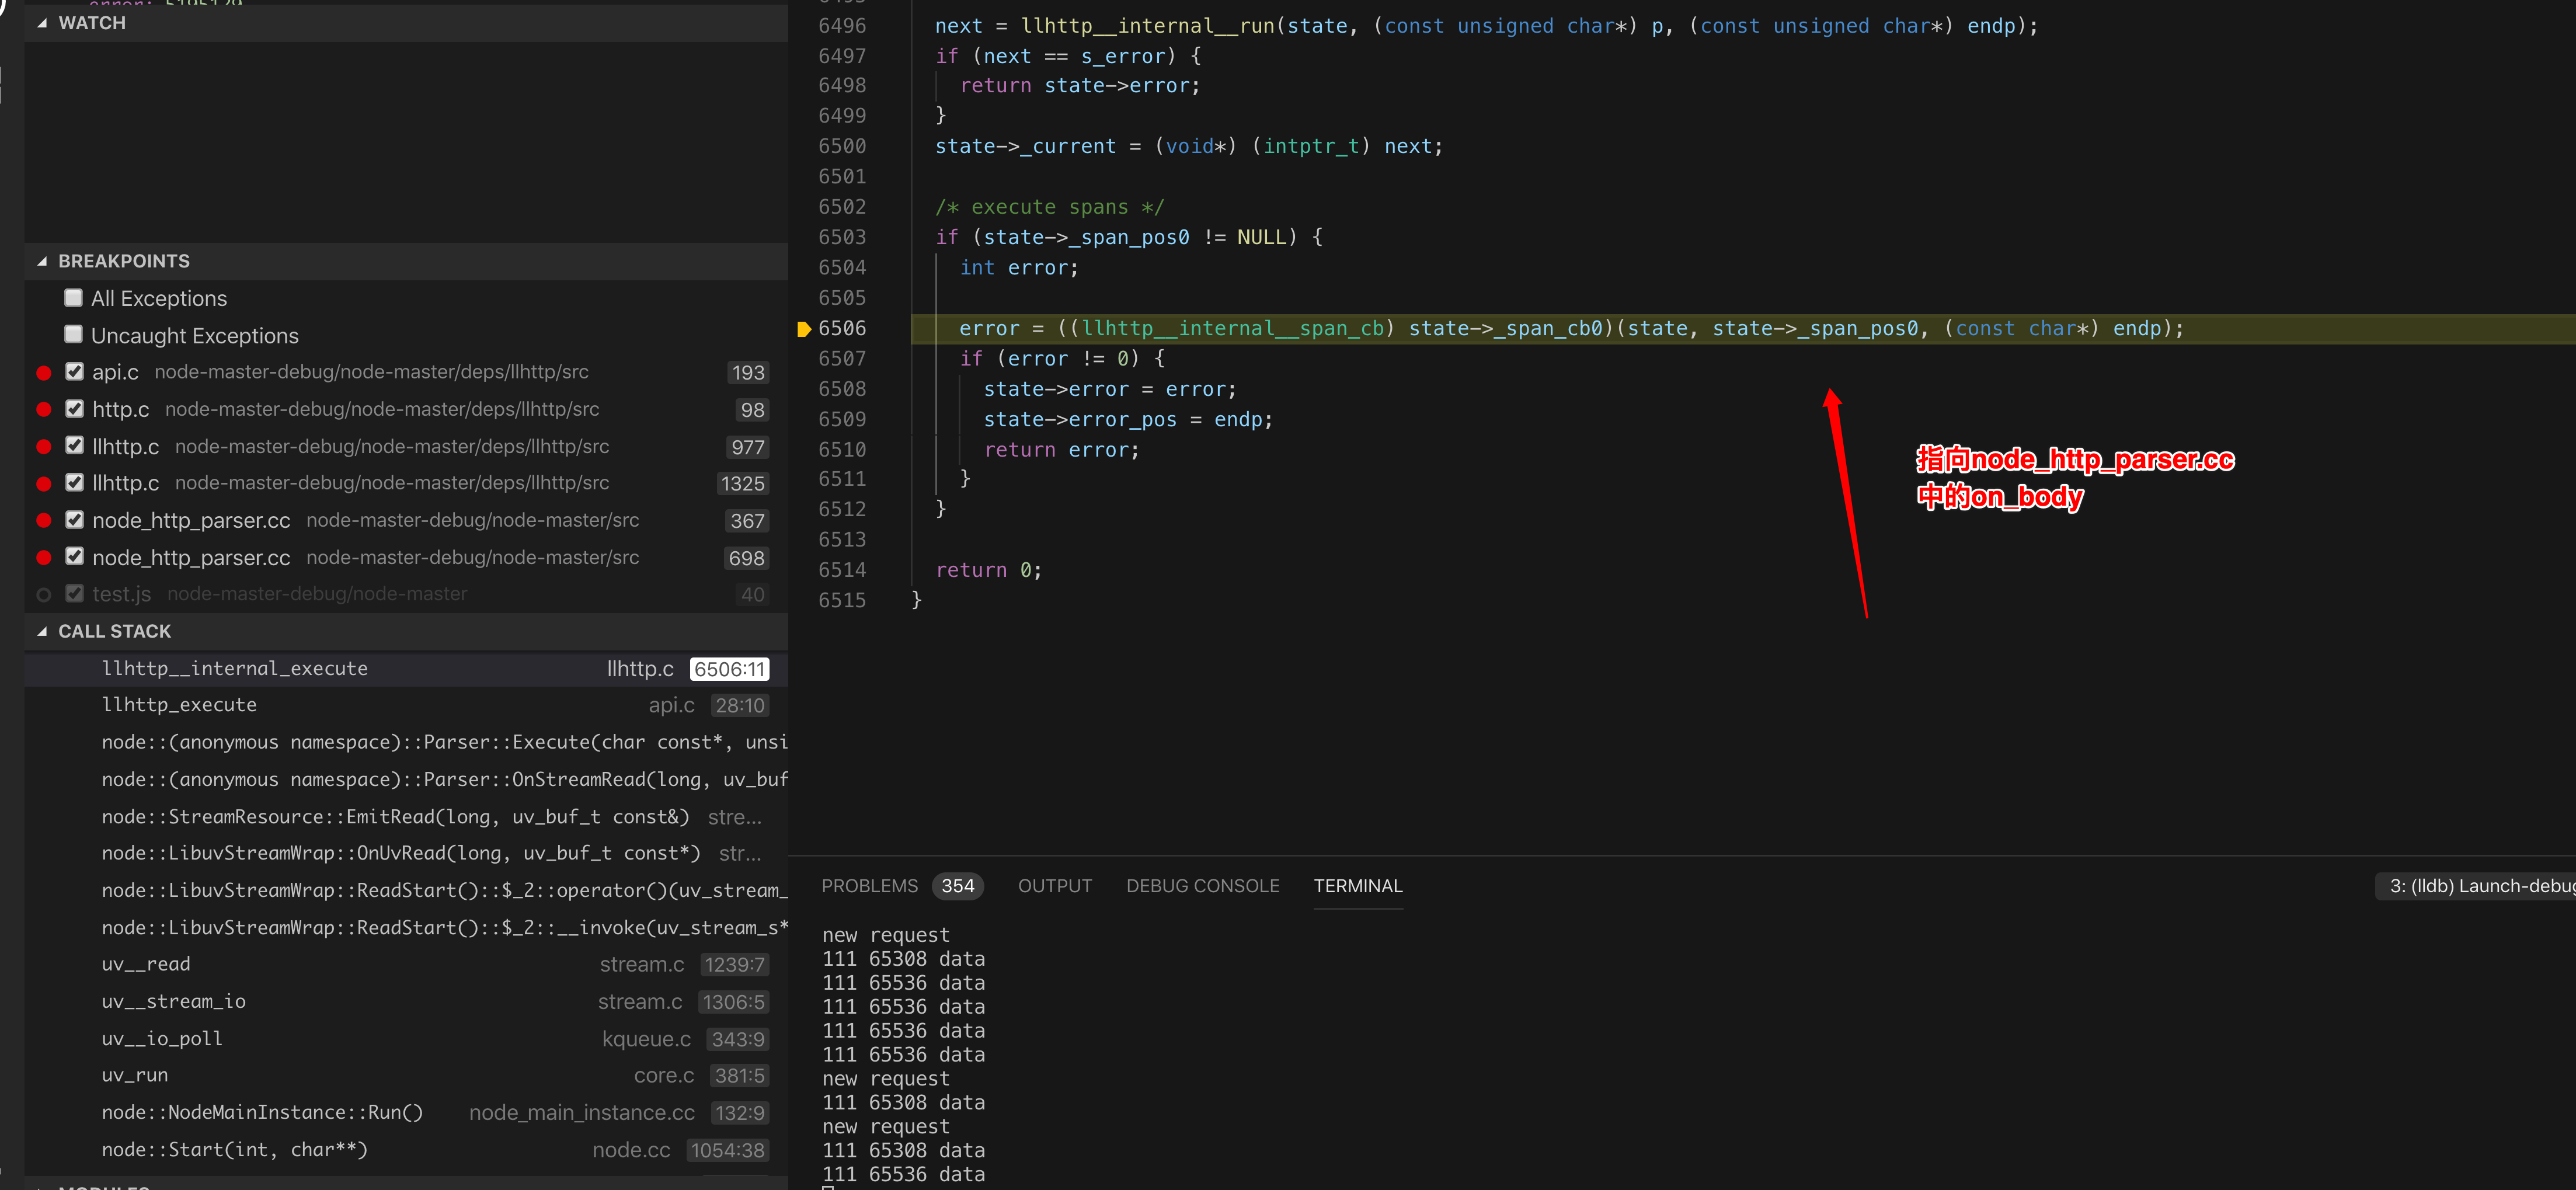 WATCH
BREAKPOINTS
All Exceptions
Uncaught Exceptions
api.c node-master-debug/node-master/deps/llhttp/src 193
http.c node-master-debug/node-master/deps/llhttp/src 98
llhttp.c node-master-debug/node-master/deps/llhttp/src 977
llhttp.c node-master-debug/node-master/deps/llhttp/src 1325
node_http_parser.cc node-master-debug/node-master/src 367
node_http_parser.cc node-master-debug/node-master/src 698
test.js node-master-debug/node-master 40
CALL STACK
llhttp__internal_execute llhttp.c 6506:11
llhttp_execute api.c 28:10
node::(anonymous namespace)::Parser::Execute(char const*, unsi
node::(anonymous namespace)::Parser::OnStreamRead(long, uv_buf
node::StreamResource::EmitRead(long, uv_buf_t const&) stre...
node::LibuvStreamWrap::OnUvRead(long, uv_buf_t const*) str...
node::LibuvStreamWrap::ReadStart()::$_2::operator()(uv_stream_
node::LibuvStreamWrap::ReadStart()::$_2::__invoke(uv_stream_s*
uv__read stream.c 1239:7
uv__stream_io stream.c 1306:5
uv__io_poll kqueue.c 343:9
uv_run core.c 381:5
node::NodeMainInstance::Run() node_main_instance.cc 132:9
node::Start(int, char**) node.cc 1054:38
6496 next = llhttp__internal__run(state, (const unsigned char*) p, (const unsigned char*) endp);
6497 if (next == s_error) {
6498 return state->error;
6499 }
6500 state->_current = (void*) (intptr_t) next;
6501
6502 /* execute spans */
6503 if (state->_span_pos0 != NULL) {
6504 int error;
6505
6506 error = ((llhttp__internal__span_cb) state->_span_cb0)(state, state->_span_pos0, (const char*) endp);
6507 if (error != 0) {
6508 state->error = error;
6509 state->error_pos = endp;
6510 return error;
6511 }
6512 }
6513
6514 return 0;
6515 }
指向node_http_parser.cc
中的on_body
PROBLEMS 354 OUTPUT DEBUG CONSOLE TERMINAL 3: (lldb) Launch-debug
new request
111 65308 data
111 65536 data
111 65536 data
111 65536 data
111 65536 data
new request
111 65308 data
new request
111 65308 data
111 65536 data